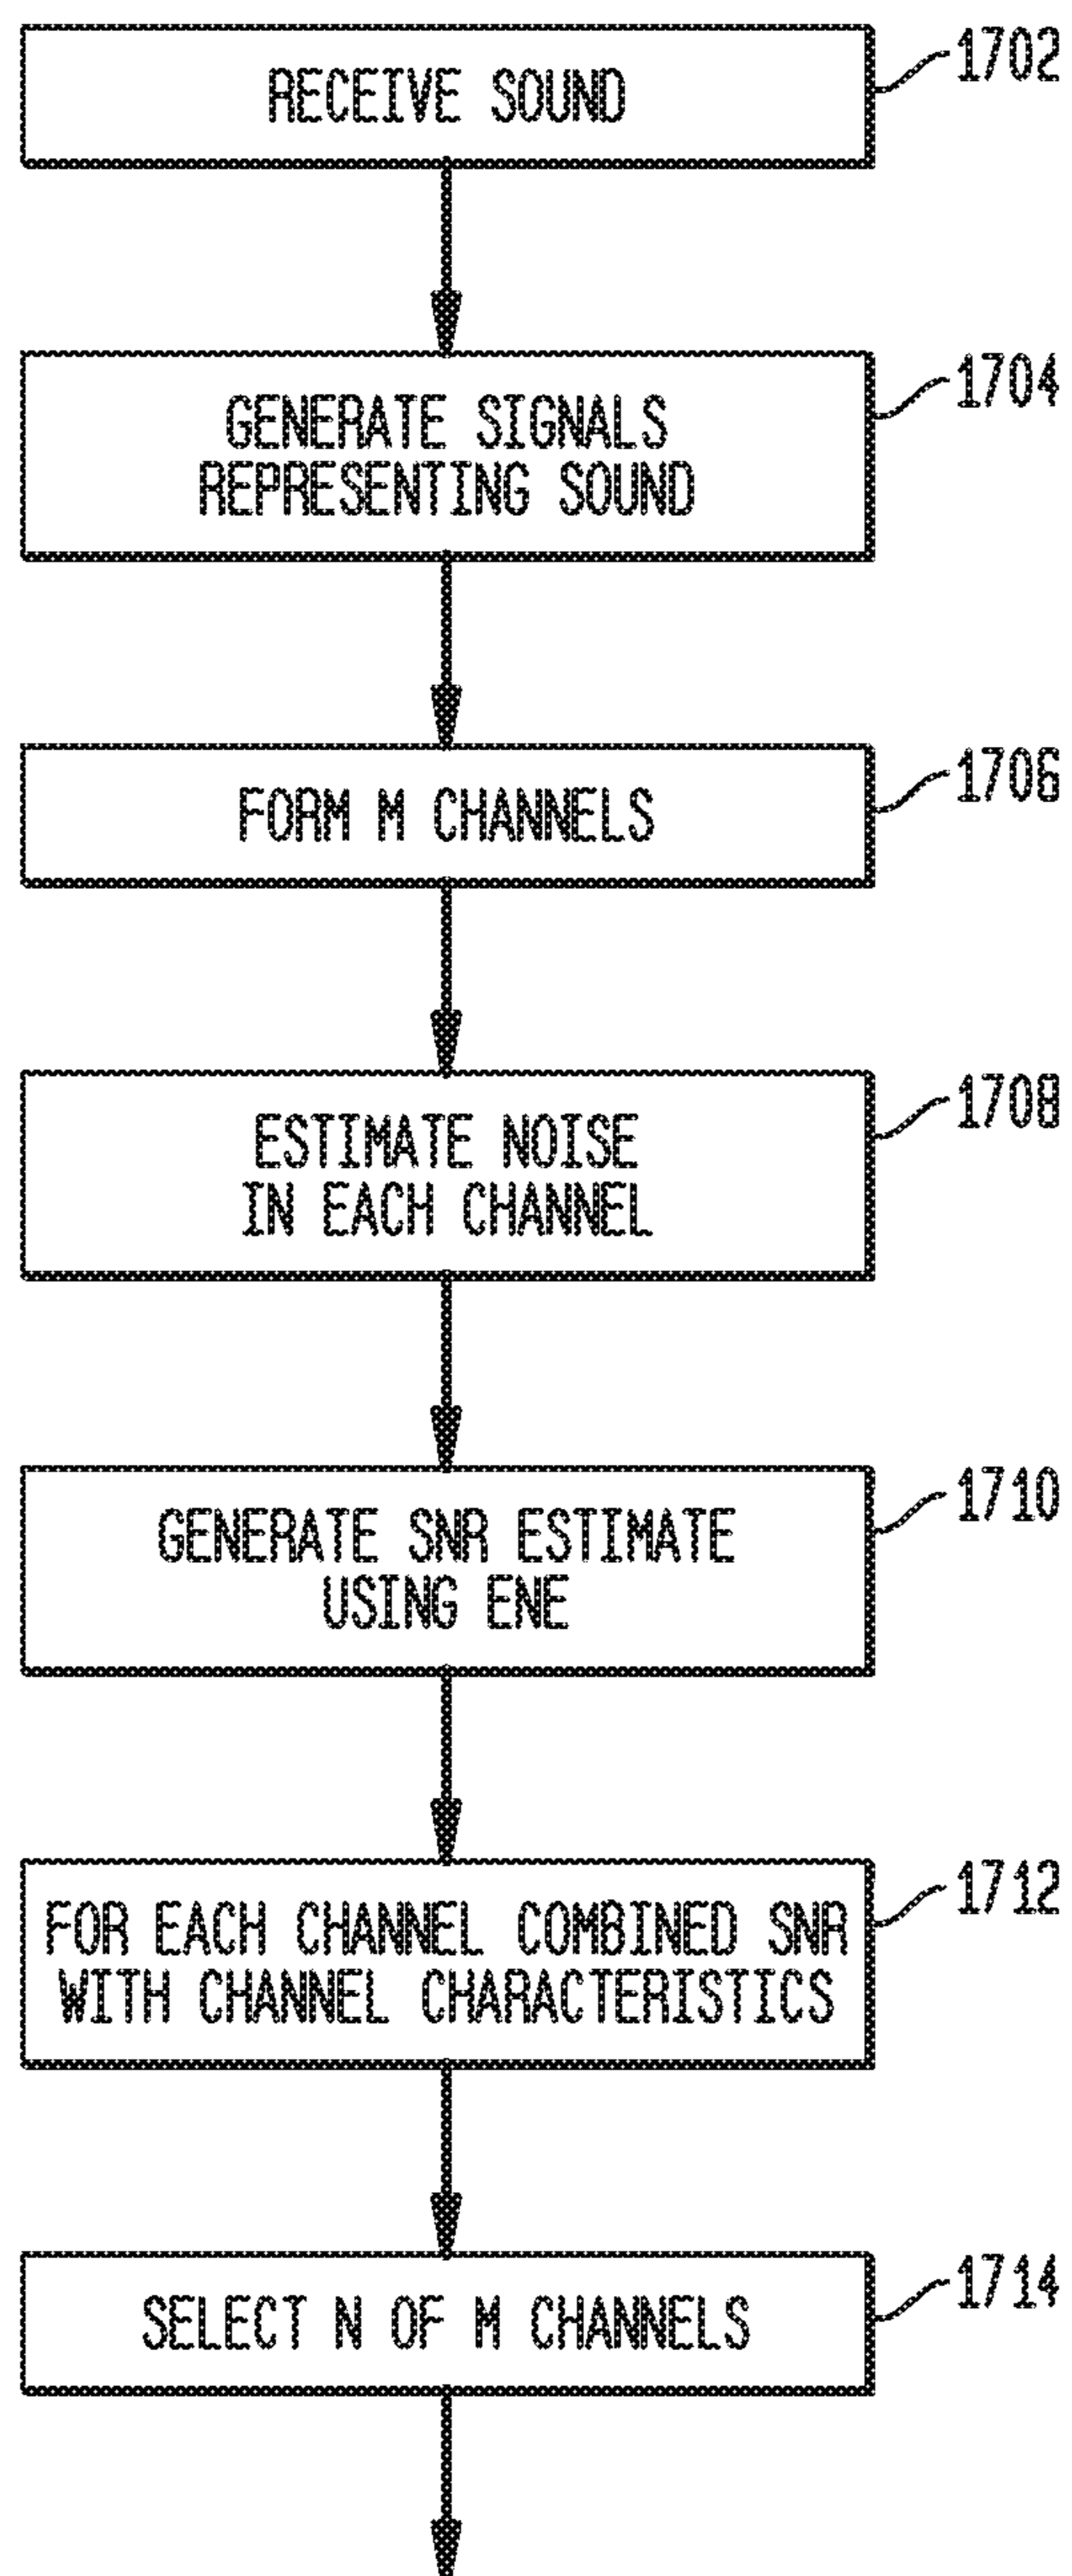 RECEIVE SOUND
1702
GENERATE SIGNALS
REPRESENTING SOUND
1704
FORM M CHANNELS
1706
ESTIMATE NOISE
IN EACH CHANNEL
1708
GENERATE SNR ESTIMATE
USING ENE
1710
FOR EACH CHANNEL COMBINED SNR
WITH CHANNEL CHARACTERISTICS
1712
SELECT N OF M CHANNELS
1714